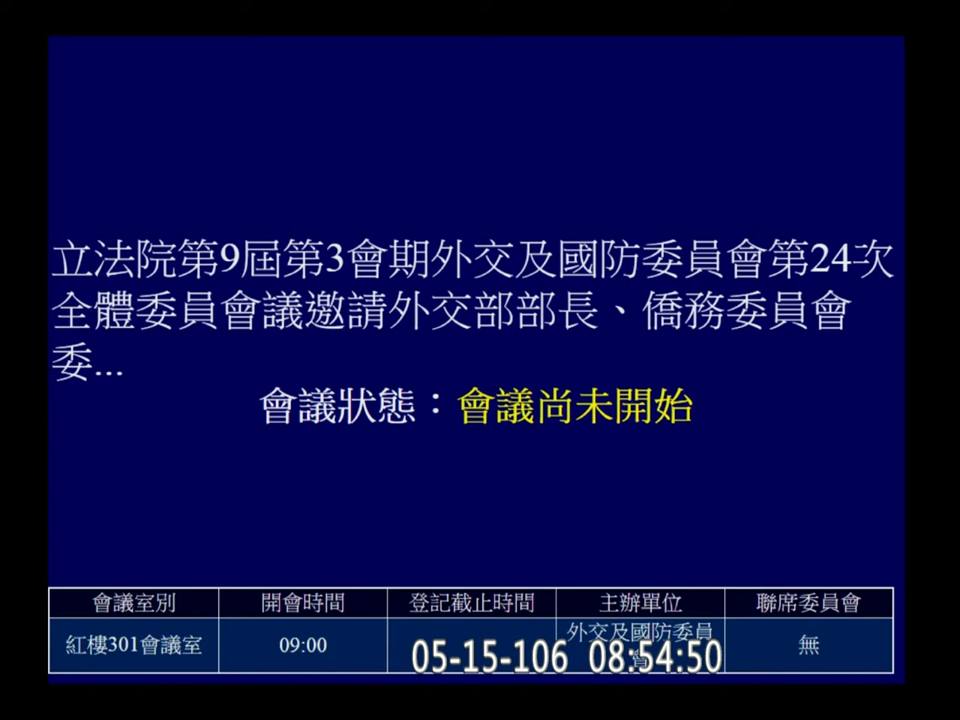 立法院第9屆第3會期外交及國防委員會第24次
全體委員會議邀請外交部部長、僑務委員會
委...
會議狀態：會議尚未開始
會議室別 開會時間 登記截止時間 主辦單位 聯席委員會
紅樓301會議室 09:00 外交及國防委員會 無
05-15-106 08:54:50